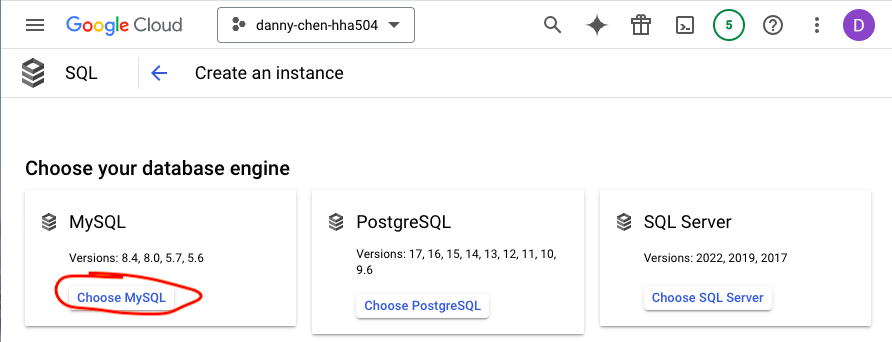 Google Cloud
danny-chen-hha504
5
D
SQL
Create an instance
Choose your database engine
MySQL
Versions: 8.4, 8.0, 5.7, 5.6
Choose MySQL
PostgreSQL
Versions: 17, 16, 15, 14, 13, 12, 11, 10,
9.6
Choose PostgreSQL
SQL Server
Versions: 2022, 2019, 2017
Choose SQL Server